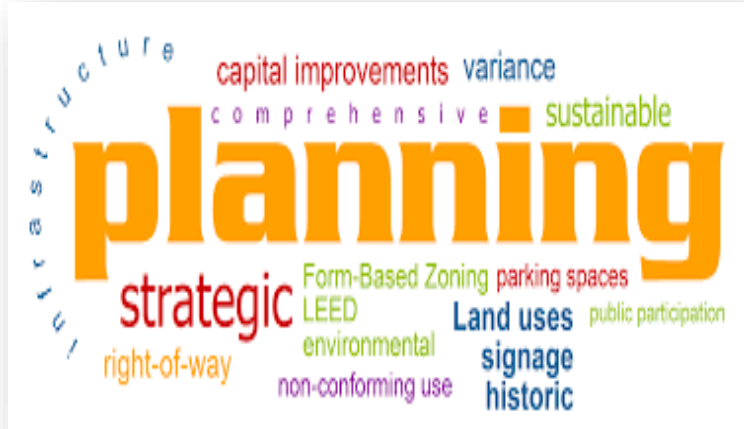 infrastructure
capital improvements variance
comprehensive sustainable
planning
strategic
Form-Based Zoning parking spaces
LEED
Land uses public participation
environmental
signage
right-of-way
non-conforming use
historic